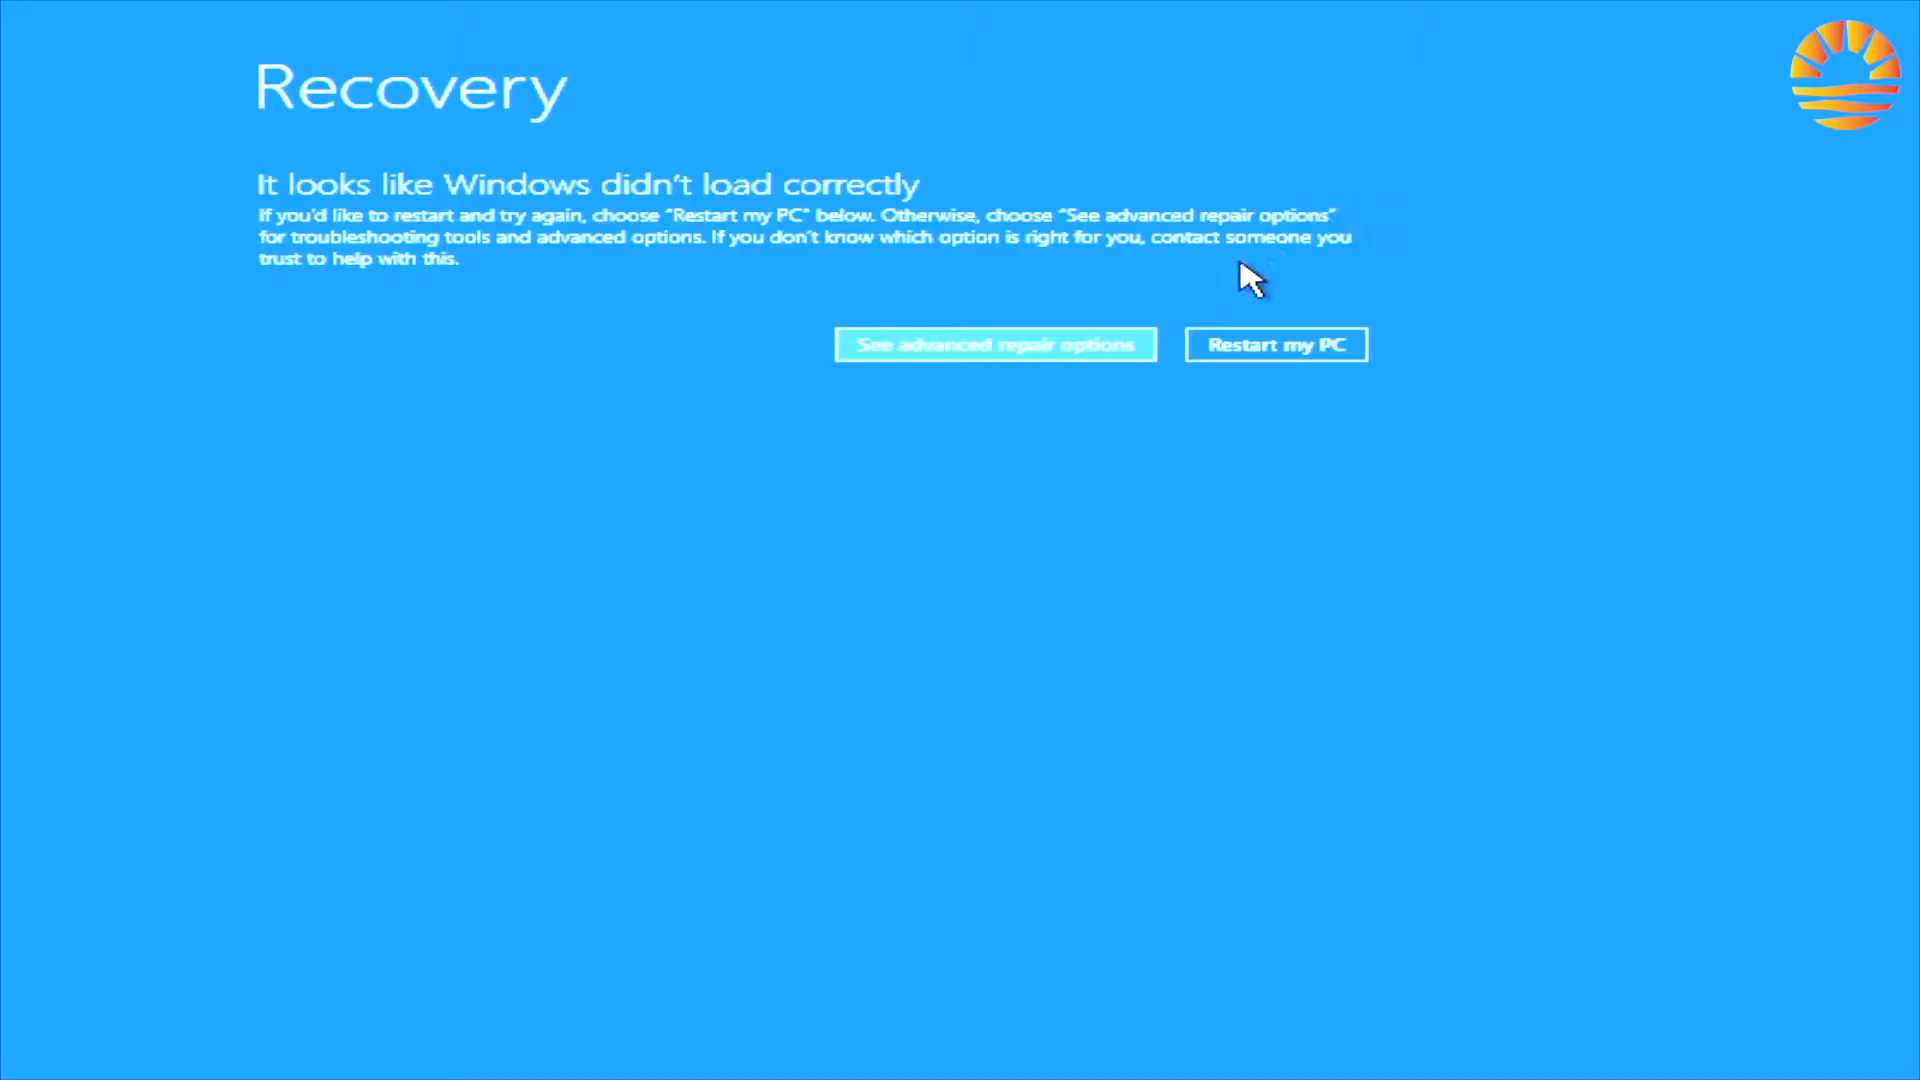 Recovery
It looks like Windows didn't load correctly
If you'd like to restart and try again, choose "Restart my PC" below. Otherwise, choose "See advanced repair options"
for troubleshooting tools and advanced options. If you don't know which option is right for you, contact someone you
trust to help with this.
See advanced repair options
Restart my PC